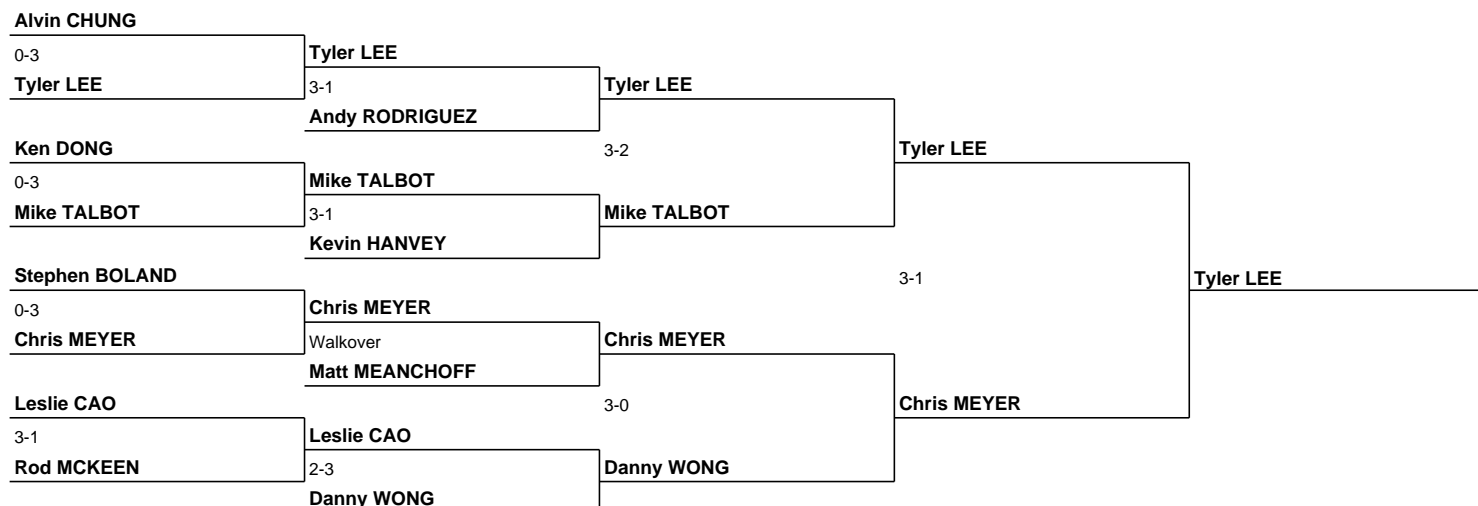 Alvin CHUNG
0-3
Tyler LEE
Tyler LEE
3-1
Andy RODRIGUEZ
Tyler LEE
Ken DONG
0-3
Mike TALBOT
Mike TALBOT
3-1
Kevin HANVEY
3-2
Mike TALBOT
Tyler LEE
Stephen BOLAND
0-3
Chris MEYER
Chris MEYER
Walkover
Matt MEANCHOFF
Chris MEYER
3-1
Tyler LEE
Leslie CAO
3-1
Rod MCKEEN
Leslie CAO
2-3
Danny WONG
3-0
Danny WONG
Chris MEYER